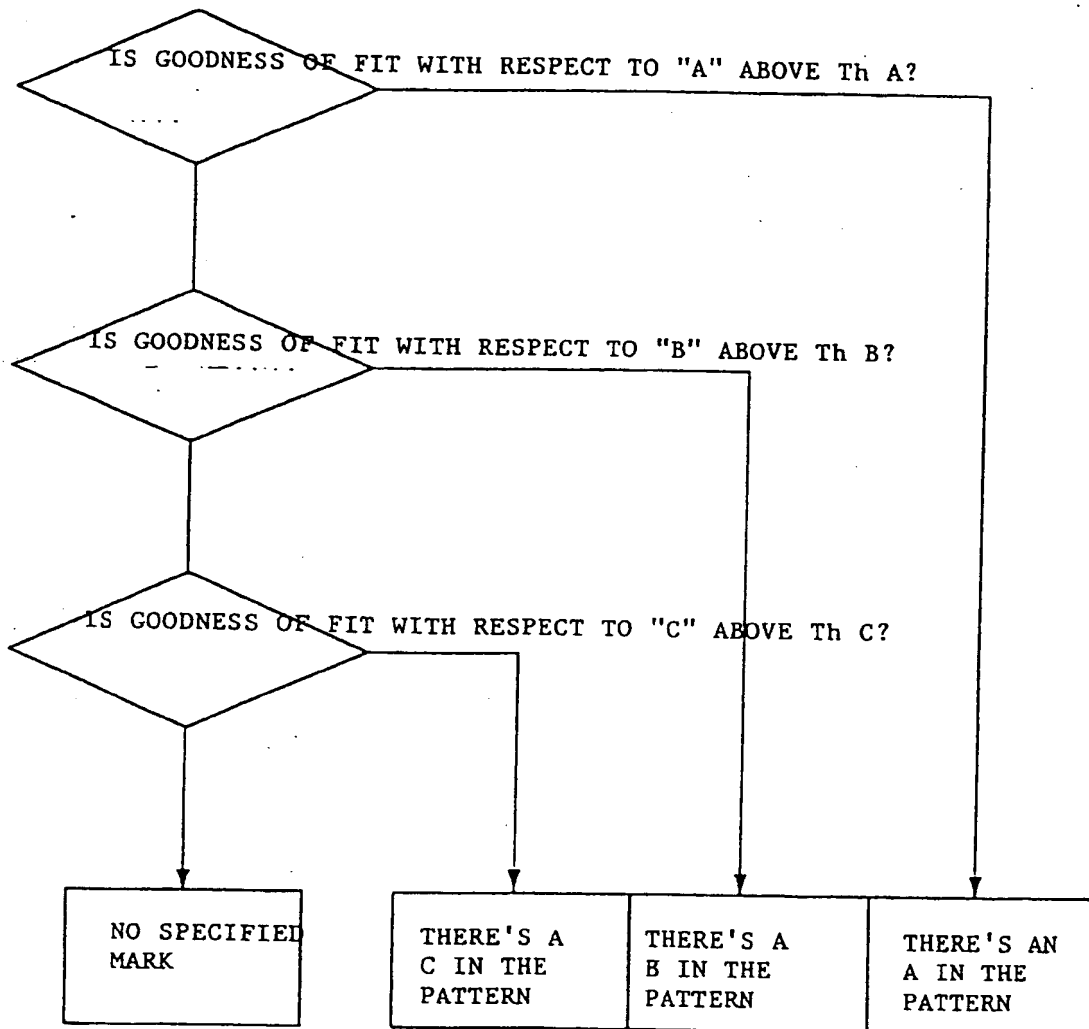 IS GOODNESS OF FIT WITH RESPECT TO "A" ABOVE Th A?
IS GOODNESS OF FIT WITH RESPECT TO "B" ABOVE Th B?
IS GOODNESS OF FIT WITH RESPECT TO "C" ABOVE Th C?
NO SPECIFIED
MARK
THERE'S A
C IN THE
PATTERN
THERE'S A
B IN THE
PATTERN
THERE'S AN
A IN THE
PATTERN